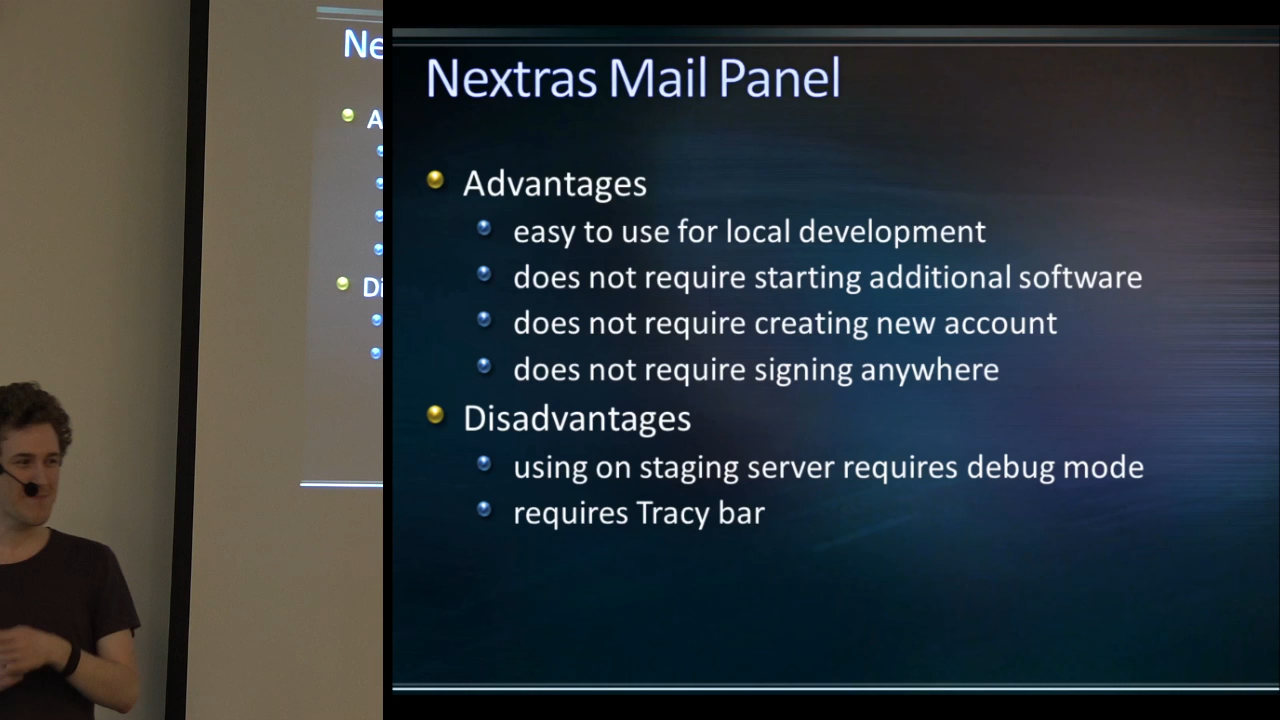 Ne
A
Di
Nextras Mail Panel
Advantages
easy to use for local development
does not require starting additional software
does not require creating new account
does not require signing anywhere
Disadvantages
using on staging server requires debug mode
requires Tracy bar